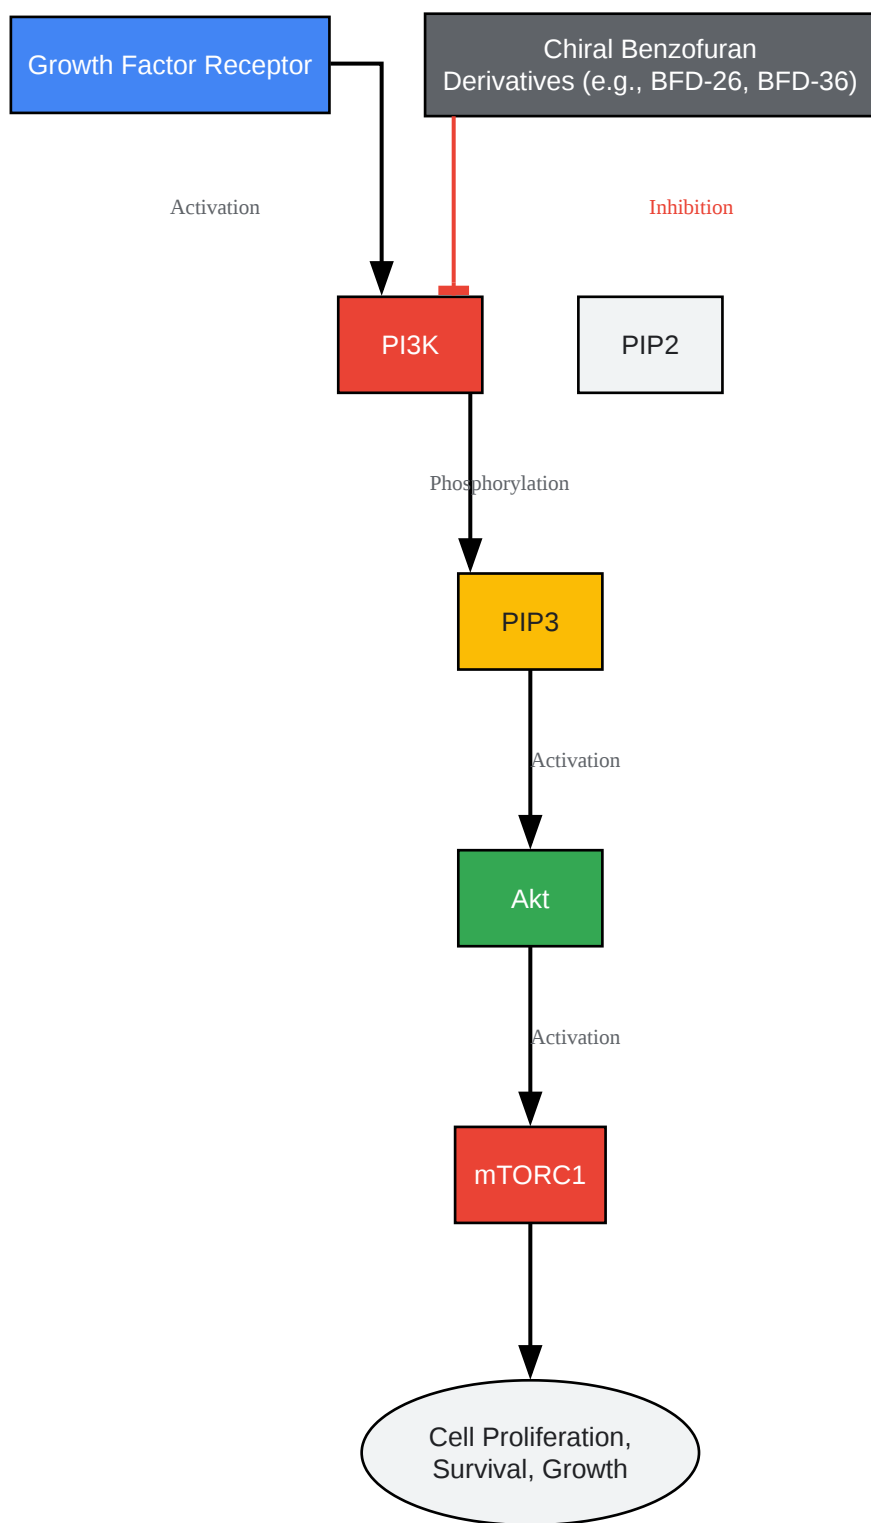 Growth Factor Receptor
Chiral Benzofuran
Derivatives (e.g., BFD-26, BFD-36)
Activation
Inhibition
PI3K
PIP2
Phosphorylation
PIP3
Activation
Akt
Activation
mTORC1
Cell Proliferation,
Survival, Growth